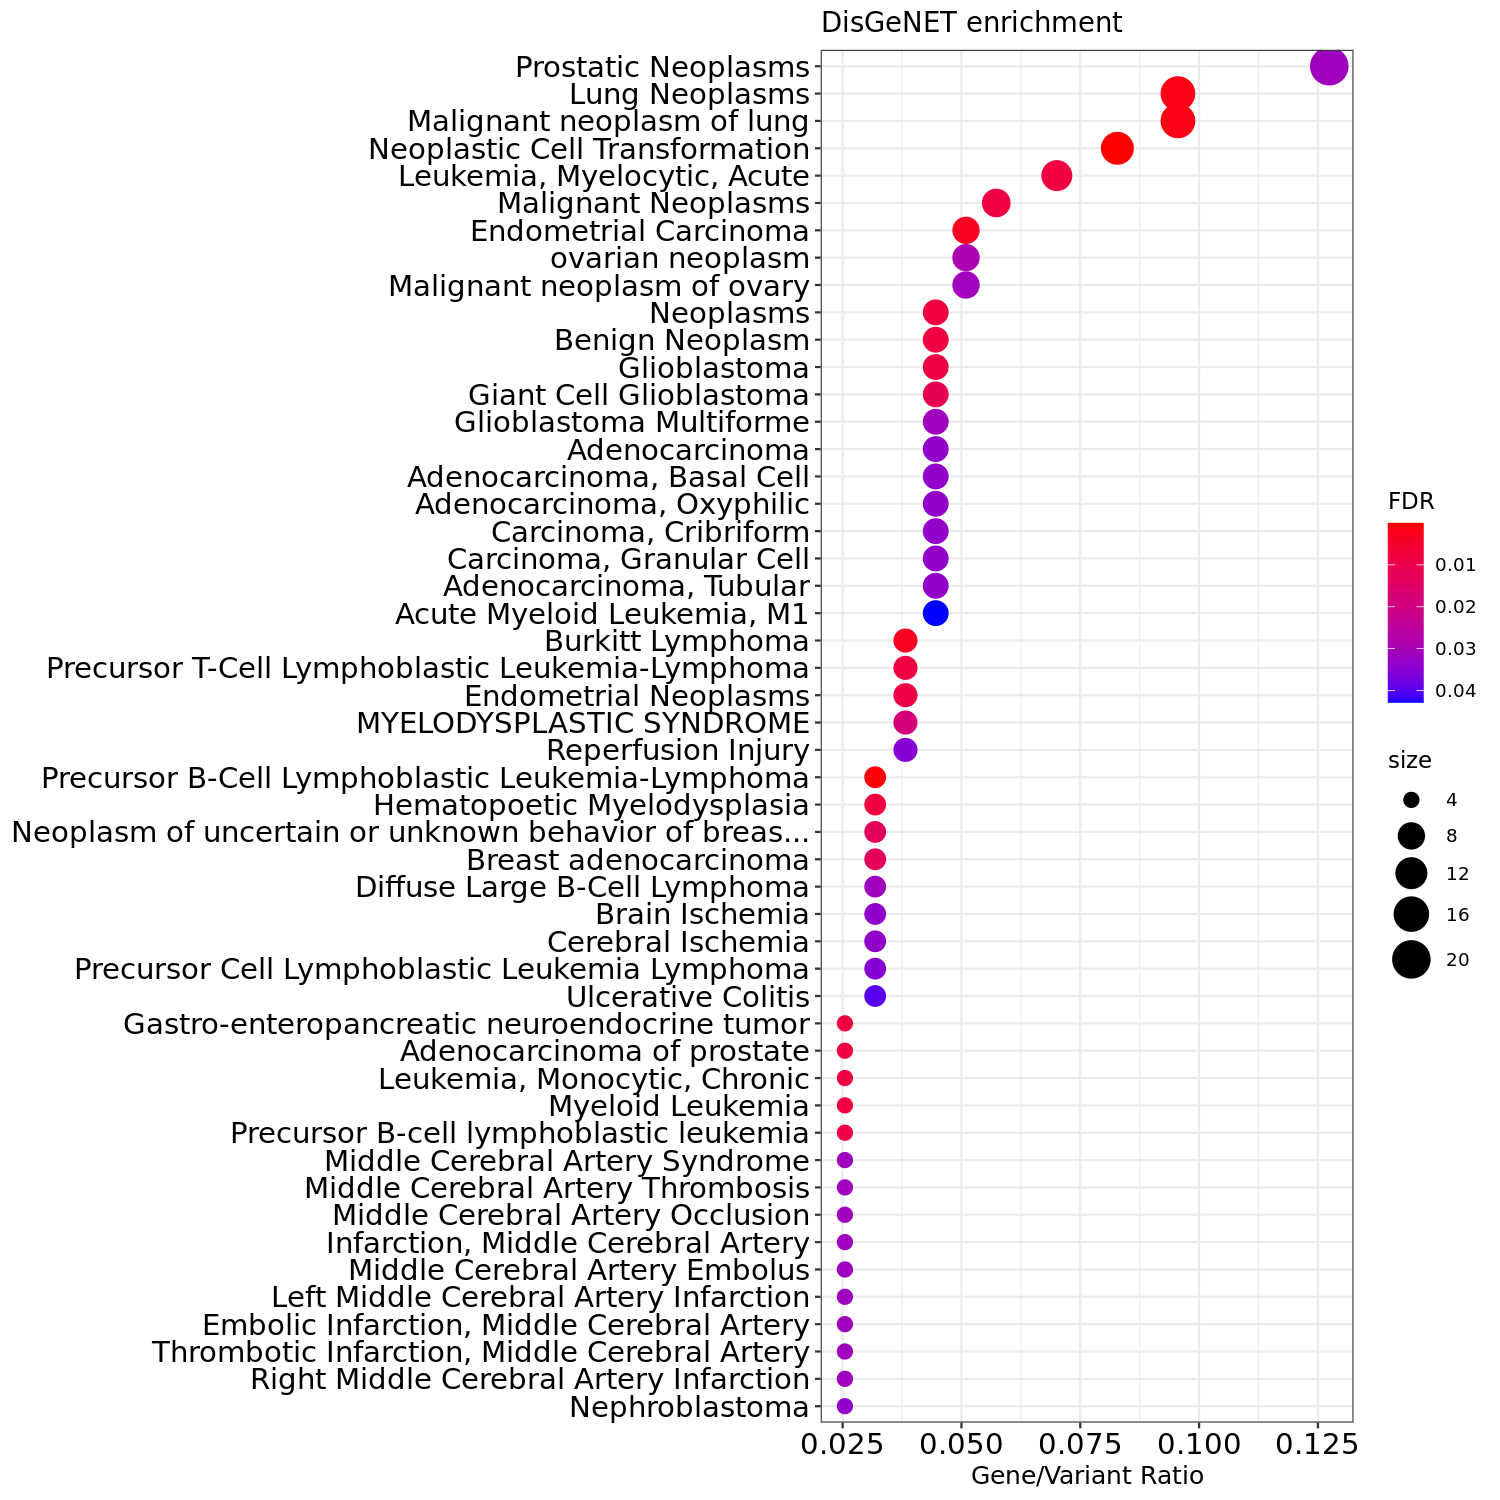 DisGeNET enrichment
Prostatic Neoplasms
Lung Neoplasms
Malignant neoplasm of lung
Neoplastic Cell Transformation
Leukemia, Myelocytic, Acute
Malignant Neoplasms
Endometrial Carcinoma
ovarian neoplasm
Malignant neoplasm of ovary
Neoplasms
Benign Neoplasm
Glioblastoma
Giant Cell Glioblastoma
Glioblastoma Multiforme
Adenocarcinoma
Adenocarcinoma, Basal Cell
Adenocarcinoma, Oxyphilic
Carcinoma, Cribriform
Carcinoma, Granular Cell
Adenocarcinoma, Tubular
Acute Myeloid Leukemia, M1
Burkitt Lymphoma
Precursor T-Cell Lymphoblastic Leukemia-Lymphoma
Endometrial Neoplasms
MYELODYSPLASTIC SYNDROME
Reperfusion Injury
Precursor B-Cell Lymphoblastic Leukemia-Lymphoma
Hematopoetic Myelodysplasia
Neoplasm of uncertain or unknown behavior of breas...
Breast adenocarcinoma
Diffuse Large B-Cell Lymphoma
Brain Ischemia
Cerebral Ischemia
Precursor Cell Lymphoblastic Leukemia Lymphoma
Ulcerative Colitis
Gastro-enteropancreatic neuroendocrine tumor
Adenocarcinoma of prostate
Leukemia, Monocytic, Chronic
Myeloid Leukemia
Precursor B-cell lymphoblastic leukemia
Middle Cerebral Artery Syndrome
Middle Cerebral Artery Thrombosis
Middle Cerebral Artery Occlusion
Infarction, Middle Cerebral Artery
Middle Cerebral Artery Embolus
Left Middle Cerebral Artery Infarction
Embolic Infarction, Middle Cerebral Artery
Thrombotic Infarction, Middle Cerebral Artery
Right Middle Cerebral Artery Infarction
Nephroblastoma
0.025 0.050 0.075 0.100 0.125
Gene/Variant Ratio
FDR
0.01
0.02
0.03
0.04
size
4
8
12
16
20